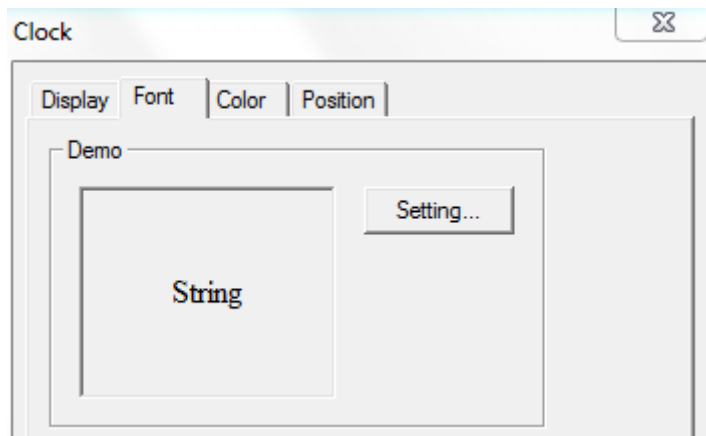 Clock
Display Font Color Position
Demo
Setting...
String